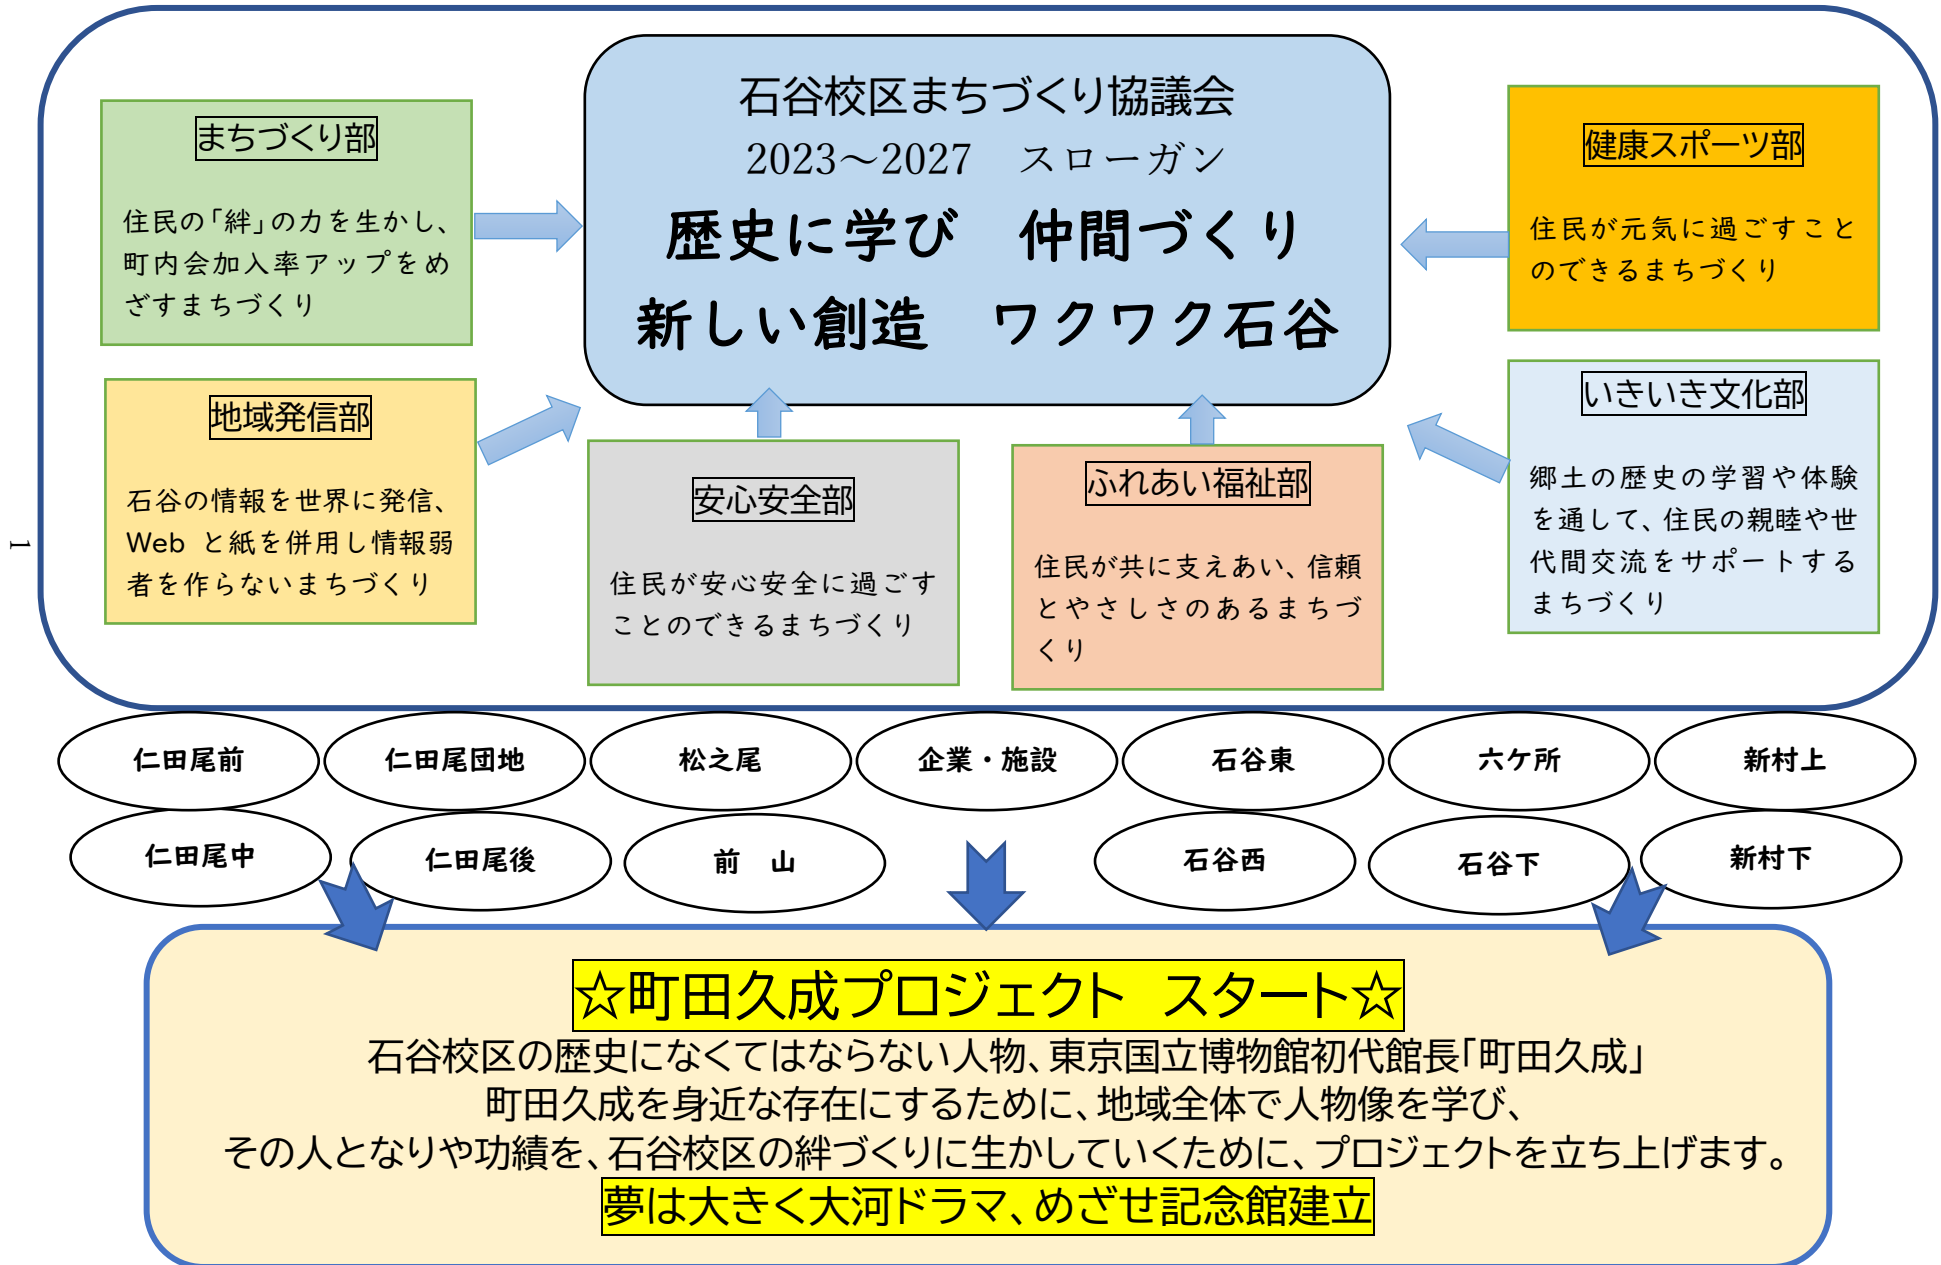 石谷校区まちづくり協議会
2023～2027　スローガン
歴史に学び　仲間づくり
新しい創造　ワクワク石谷
まちづくり部
住民の「絆」の力を生かし、
町内会加入率アップをめ
ざすまちづくり
健康スポーツ部
住民が元気に過ごすこと
のできるまちづくり
地域発信部
石谷の情報を世界に発信、
Web と紙を併用し情報弱
者を作らないまちづくり
安心安全部
住民が安心安全に過ごす
ことのできるまちづくり
ふれあい福祉部
住民が共に支えあい、信頼
とやさしさのあるまちづ
くり
いきいき文化部
郷土の歴史の学習や体験
を通して、住民の親睦や世
代間交流をサポートする
まちづくり
1
仁田尾前
仁田尾団地
松之尾
企業・施設
石谷東
六ケ所
新村上
仁田尾中
仁田尾後
前　山
石谷西
石谷下
新村下
☆町田久成プロジェクト　スタート☆
石谷校区の歴史になくてはならない人物、東京国立博物館初代館長「町田久成」
町田久成を身近な存在にするために、地域全体で人物像を学び、
その人となりや功績を、石谷校区の絆づくりに生かしていくために、プロジェクトを立ち上げます。
夢は大きく大河ドラマ、めざせ記念館建立